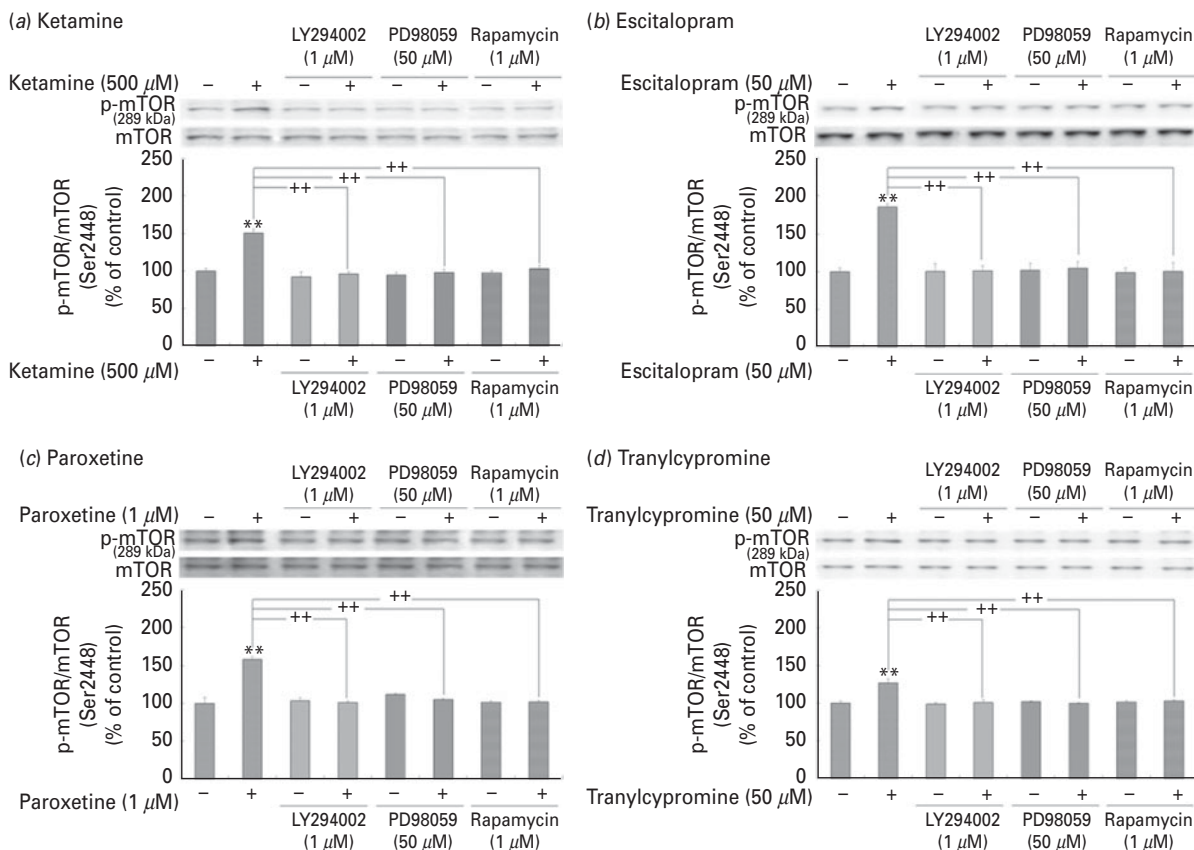 (a) Ketamine
LY294002 PD98059 Rapamycin
(1 μM) (50 μM) (1 μM)
Ketamine (500 μM) − + − + − + − +
p-mTOR
(289 kDa)
mTOR
250
200
150
100
50
0
p-mTOR/mTOR
(Ser2448)
(% of control)
++
++
++
**
− + − + − + − +
Ketamine (500 μM)
LY294002 PD98059 Rapamycin
(1 μM) (50 μM) (1 μM)
(b) Escitalopram
LY294002 PD98059 Rapamycin
(1 μM) (50 μM) (1 μM)
Escitalopram (50 μM) − + − + − + − +
p-mTOR
(289 kDa)
mTOR
250
200
150
100
50
0
p-mTOR/mTOR
(Ser2448)
(% of control)
++
++
++
**
− + − + − + − +
Escitalopram (50 μM)
LY294002 PD98059 Rapamycin
(1 μM) (50 μM) (1 μM)
(c) Paroxetine
LY294002 PD98059 Rapamycin
(1 μM) (50 μM) (1 μM)
Paroxetine (1 μM) − + − + − + − +
p-mTOR
(289 kDa)
mTOR
250
200
150
100
50
0
p-mTOR/mTOR
(Ser2448)
(% of control)
++
++
++
**
− + − + − + − +
Paroxetine (1 μM)
LY294002 PD98059 Rapamycin
(1 μM) (50 μM) (1 μM)
(d) Tranylcypromine
LY294002 PD98059 Rapamycin
(1 μM) (50 μM) (1 μM)
Tranylcypromine (50 μM) − + − + − + − +
p-mTOR
(289 kDa)
mTOR
250
200
150
100
50
0
p-mTOR/mTOR
(Ser2448)
(% of control)
++
++
++
**
− + − + − + − +
Tranylcypromine (50 μM)
LY294002 PD98059 Rapamycin
(1 μM) (50 μM) (1 μM)